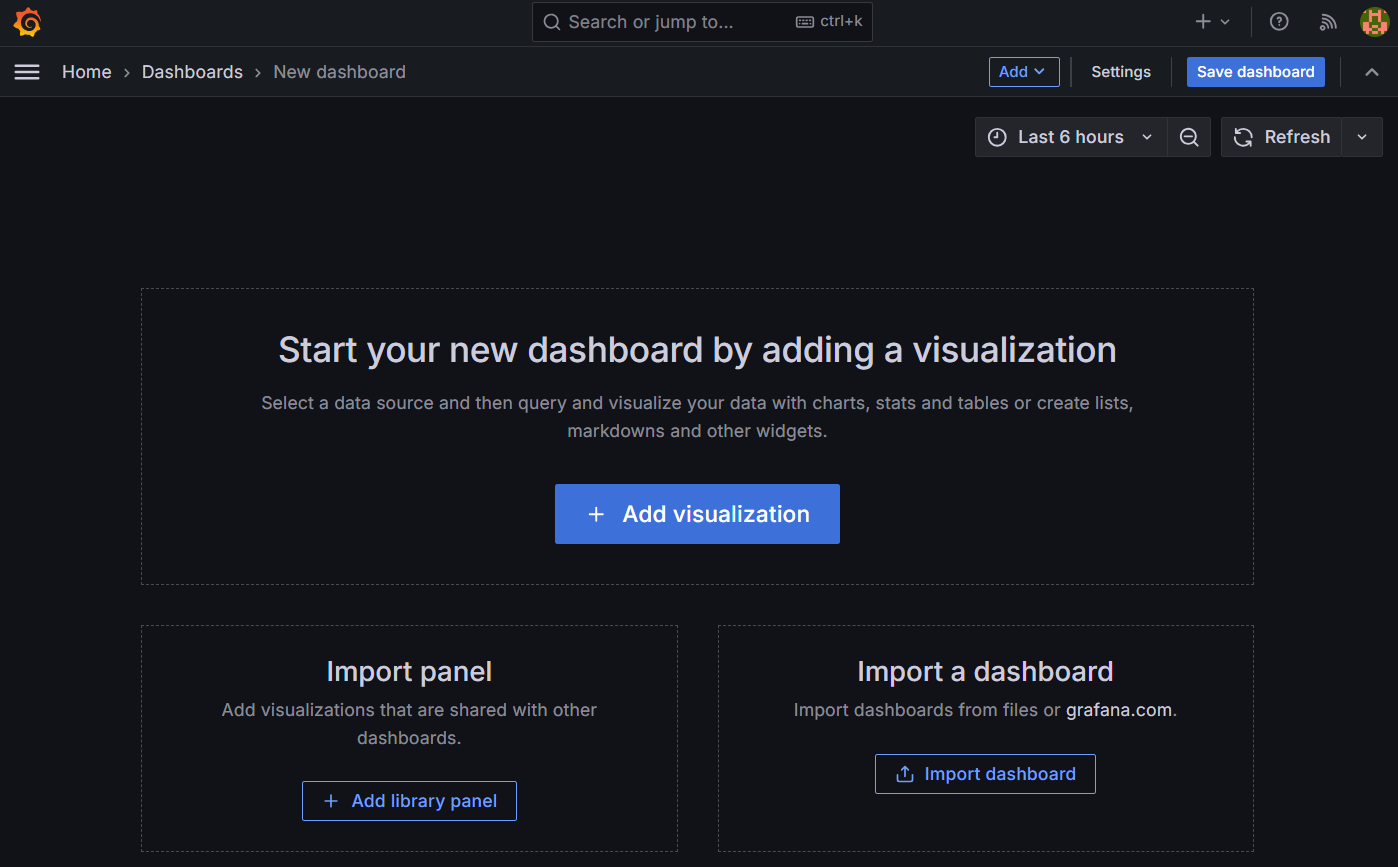 Search or jump to... ctrl+k
Home › Dashboards › New dashboard Add Settings Save dashboard
Last 6 hours Refresh
Start your new dashboard by adding a visualization
Select a data source and then query and visualize your data with charts, stats and tables or create lists,
markdowns and other widgets.
+ Add visualization
Import panel
Add visualizations that are shared with other
dashboards.
+ Add library panel
Import a dashboard
Import dashboards from files or grafana.com.
Import dashboard